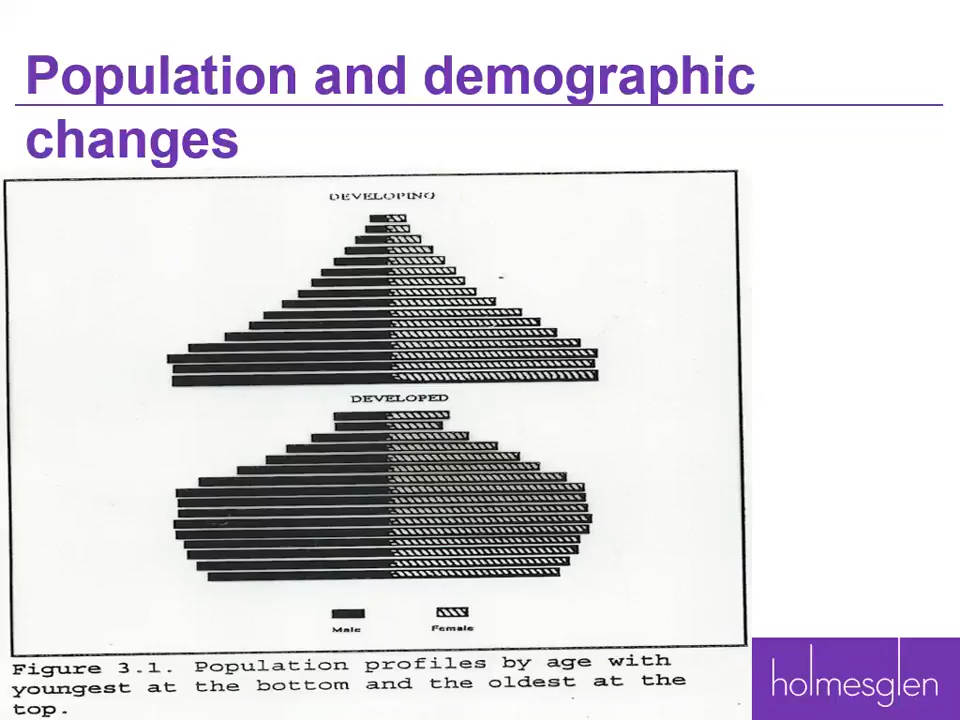 Population and demographic
changes
DEVELOPING
DEVELOPED
Male
Female
Figure 3.1. Population profiles by age with
youngest at the bottom and the oldest at the
top.
holmesglen